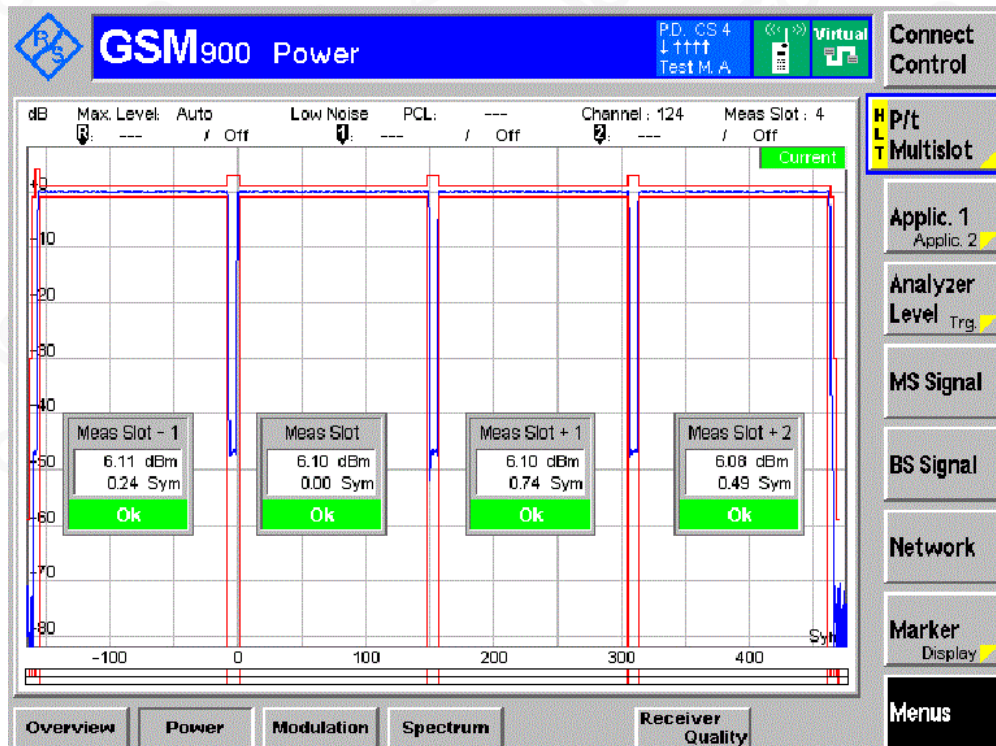 R/S
GSM900 Power
P.D. CS 4
↓ ↑↑↑↑
Test M. A.
Virtual
Connect Control
dB Max. Level: Auto Low Noise PCL: --- Channel : 124 Meas Slot : 4
R: --- / Off 1: --- / Off 2: --- / Off
Current
HLT
P/t Multislot
Applic. 1
Applic. 2
Analyzer Level Trg.
MS Signal
BS Signal
Network
Marker
Display
Menus
+0
-10
-20
-30
-40
-50
-60
-70
-80
Meas Slot - 1
6.11 dBm
0.24 Sym
Ok
Meas Slot
6.10 dBm
0.00 Sym
Ok
Meas Slot + 1
6.10 dBm
0.74 Sym
Ok
Meas Slot + 2
6.08 dBm
0.49 Sym
Ok
Sym
-100 0 100 200 300 400
Overview Power Modulation Spectrum Receiver Quality